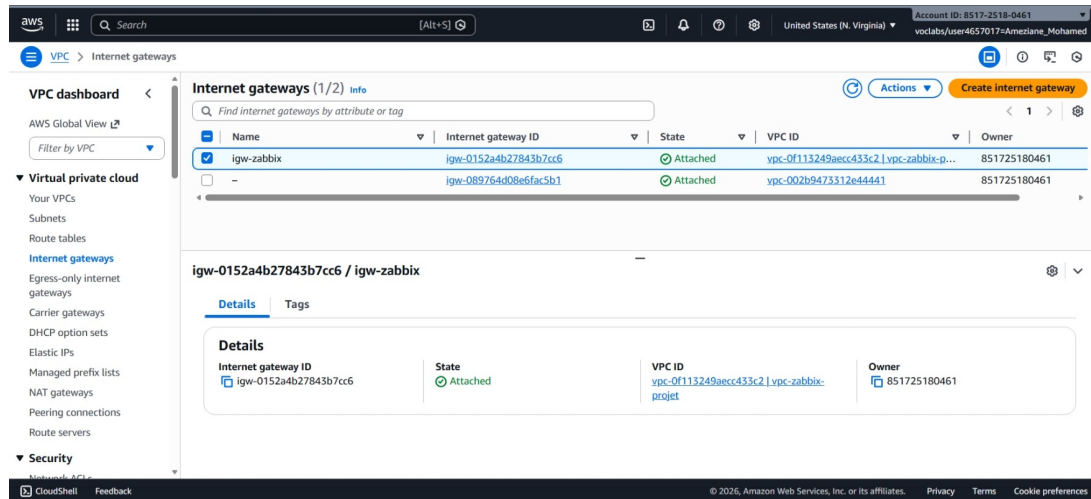 aws
Search
[Alt+S]
United States (N. Virginia)
Account ID: 8517-2518-0461
voclabs/user4657017=Ameziane_Mohamed
VPC > Internet gateways
VPC dashboard
AWS Global View
Filter by VPC
Virtual private cloud
Your VPCs
Subnets
Route tables
Internet gateways
Egress-only internet
gateways
Carrier gateways
DHCP option sets
Elastic IPs
Managed prefix lists
NAT gateways
Peering connections
Route servers
Security
Network ACLs
Internet gateways (1/2) Info
Actions
Create internet gateway
Find internet gateways by attribute or tag
1
Name Internet gateway ID State VPC ID Owner
igw-zabbix igw-0152a4b27843b7cc6 Attached vpc-0f113249aecc433c2 | vpc-zabbix-p... 851725180461
– igw-089764d08e6fac5b1 Attached vpc-002b9473312e44441 851725180461
igw-0152a4b27843b7cc6 / igw-zabbix
Details Tags
Details
Internet gateway ID State VPC ID Owner
igw-0152a4b27843b7cc6 Attached vpc-0f113249aecc433c2 | vpc-zabbix- 851725180461
projet
CloudShell Feedback
© 2026, Amazon Web Services, Inc. or its affiliates. Privacy Terms Cookie preferences